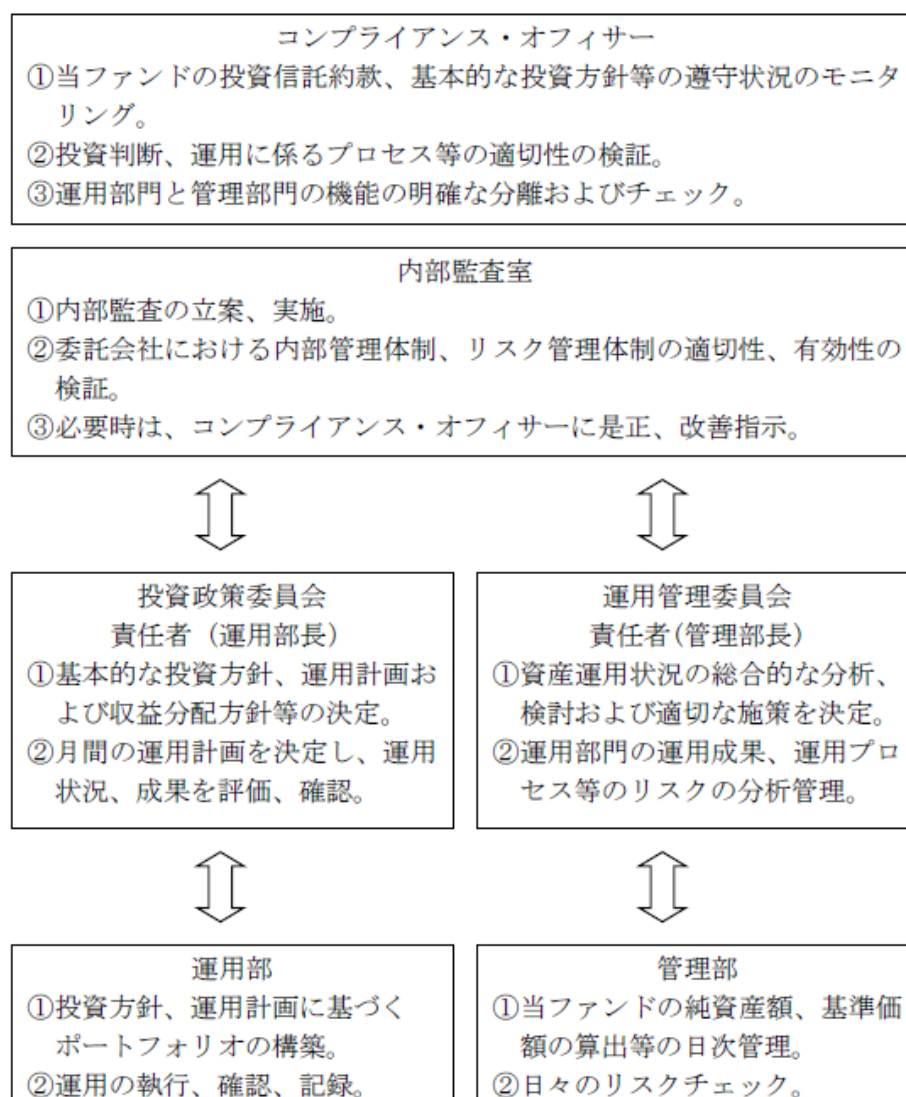 コンプライアンス・オフィサー
①当ファンドの投資信託約款、基本的な投資方針等の遵守状況のモニタ
リング。
②投資判断、運用に係るプロセス等の適切性の検証。
③運用部門と管理部門の機能の明確な分離およびチェック。
内部監査室
①内部監査の立案、実施。
②委託会社における内部管理体制、リスク管理体制の適切性、有効性の
検証。
③必要時は、コンプライアンス・オフィサーに是正、改善指示。
投資政策委員会
責任者（運用部長）
①基本的な投資方針、運用計画お
よび収益分配方針等の決定。
②月間の運用計画を決定し、運用
状況、成果を評価、確認。
運用管理委員会
責任者(管理部長)
①資産運用状況の総合的な分析、
検討および適切な施策を決定。
②運用部門の運用成果、運用プロ
セス等のリスクの分析管理。
運用部
①投資方針、運用計画に基づく
ポートフォリオの構築。
②運用の執行、確認、記録。
管理部
①当ファンドの純資産額、基準価
額の算出等の日次管理。
②日々のリスクチェック。